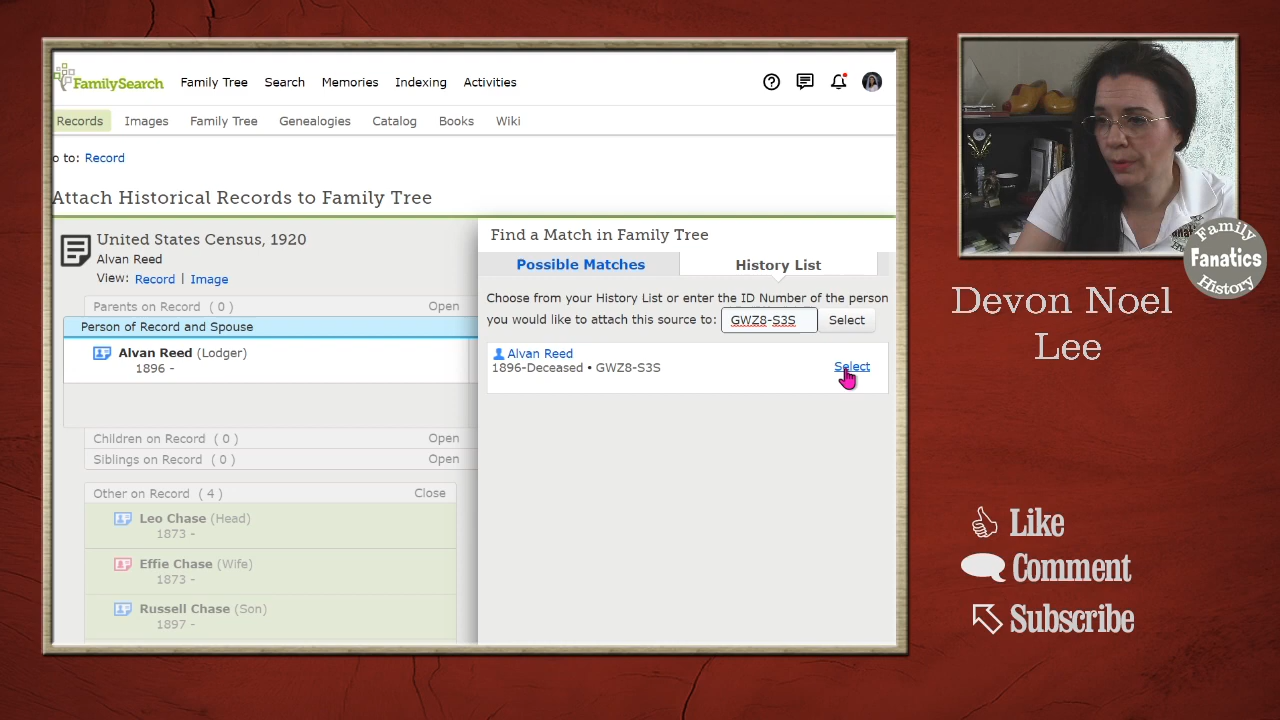 FamilySearch Family Tree Search Memories Indexing Activities
Records Images Family Tree Genealogies Catalog Books Wiki
o to: Record
Attach Historical Records to Family Tree
United States Census, 1920
Alvan Reed
View: Record | Image
Parents on Record ( 0 ) Open
Person of Record and Spouse
Alvan Reed (Lodger)
1896 -
Children on Record ( 0 ) Open
Siblings on Record ( 0 ) Open
Other on Record ( 4 ) Close
Leo Chase (Head)
1873 -
Effie Chase (Wife)
1873 -
Russell Chase (Son)
1897 -
Find a Match in Family Tree
Possible Matches History List
Choose from your History List or enter the ID Number of the person
you would like to attach this source to: GWZ8-S3S Select
Alvan Reed
1896-Deceased • GWZ8-S3S Select
Family
Fanatics
History
Devon Noel
Lee
Like
Comment
Subscribe